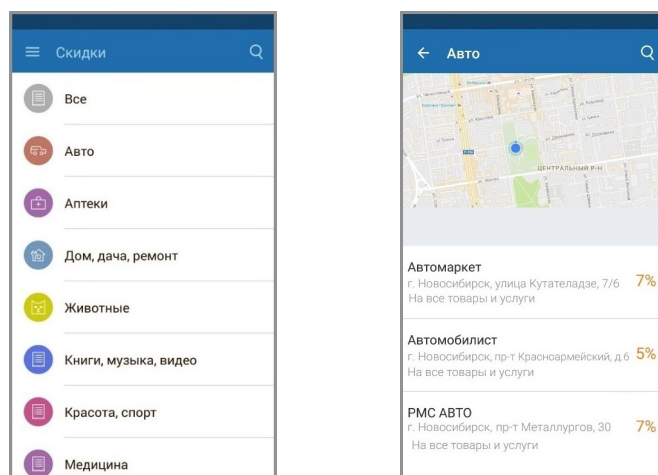 Скидки
Все
Авто
Аптеки
Дом, дача, ремонт
Животные
Книги, музыка, видео
Красота, спорт
Медицина
Авто
ЦЕНТРАЛЬНЫЙ Р-Н
Автомаркет
г. Новосибирск, улица Кутателадзе, 7/6 7%
На все товары и услуги
Автомобилист
г. Новосибирск, пр-т Красноармейский, д.6 5%
На все товары и услуги
РМС АВТО
г. Новосибирск, пр-т Металлургов, 30 7%
На все товары и услуги